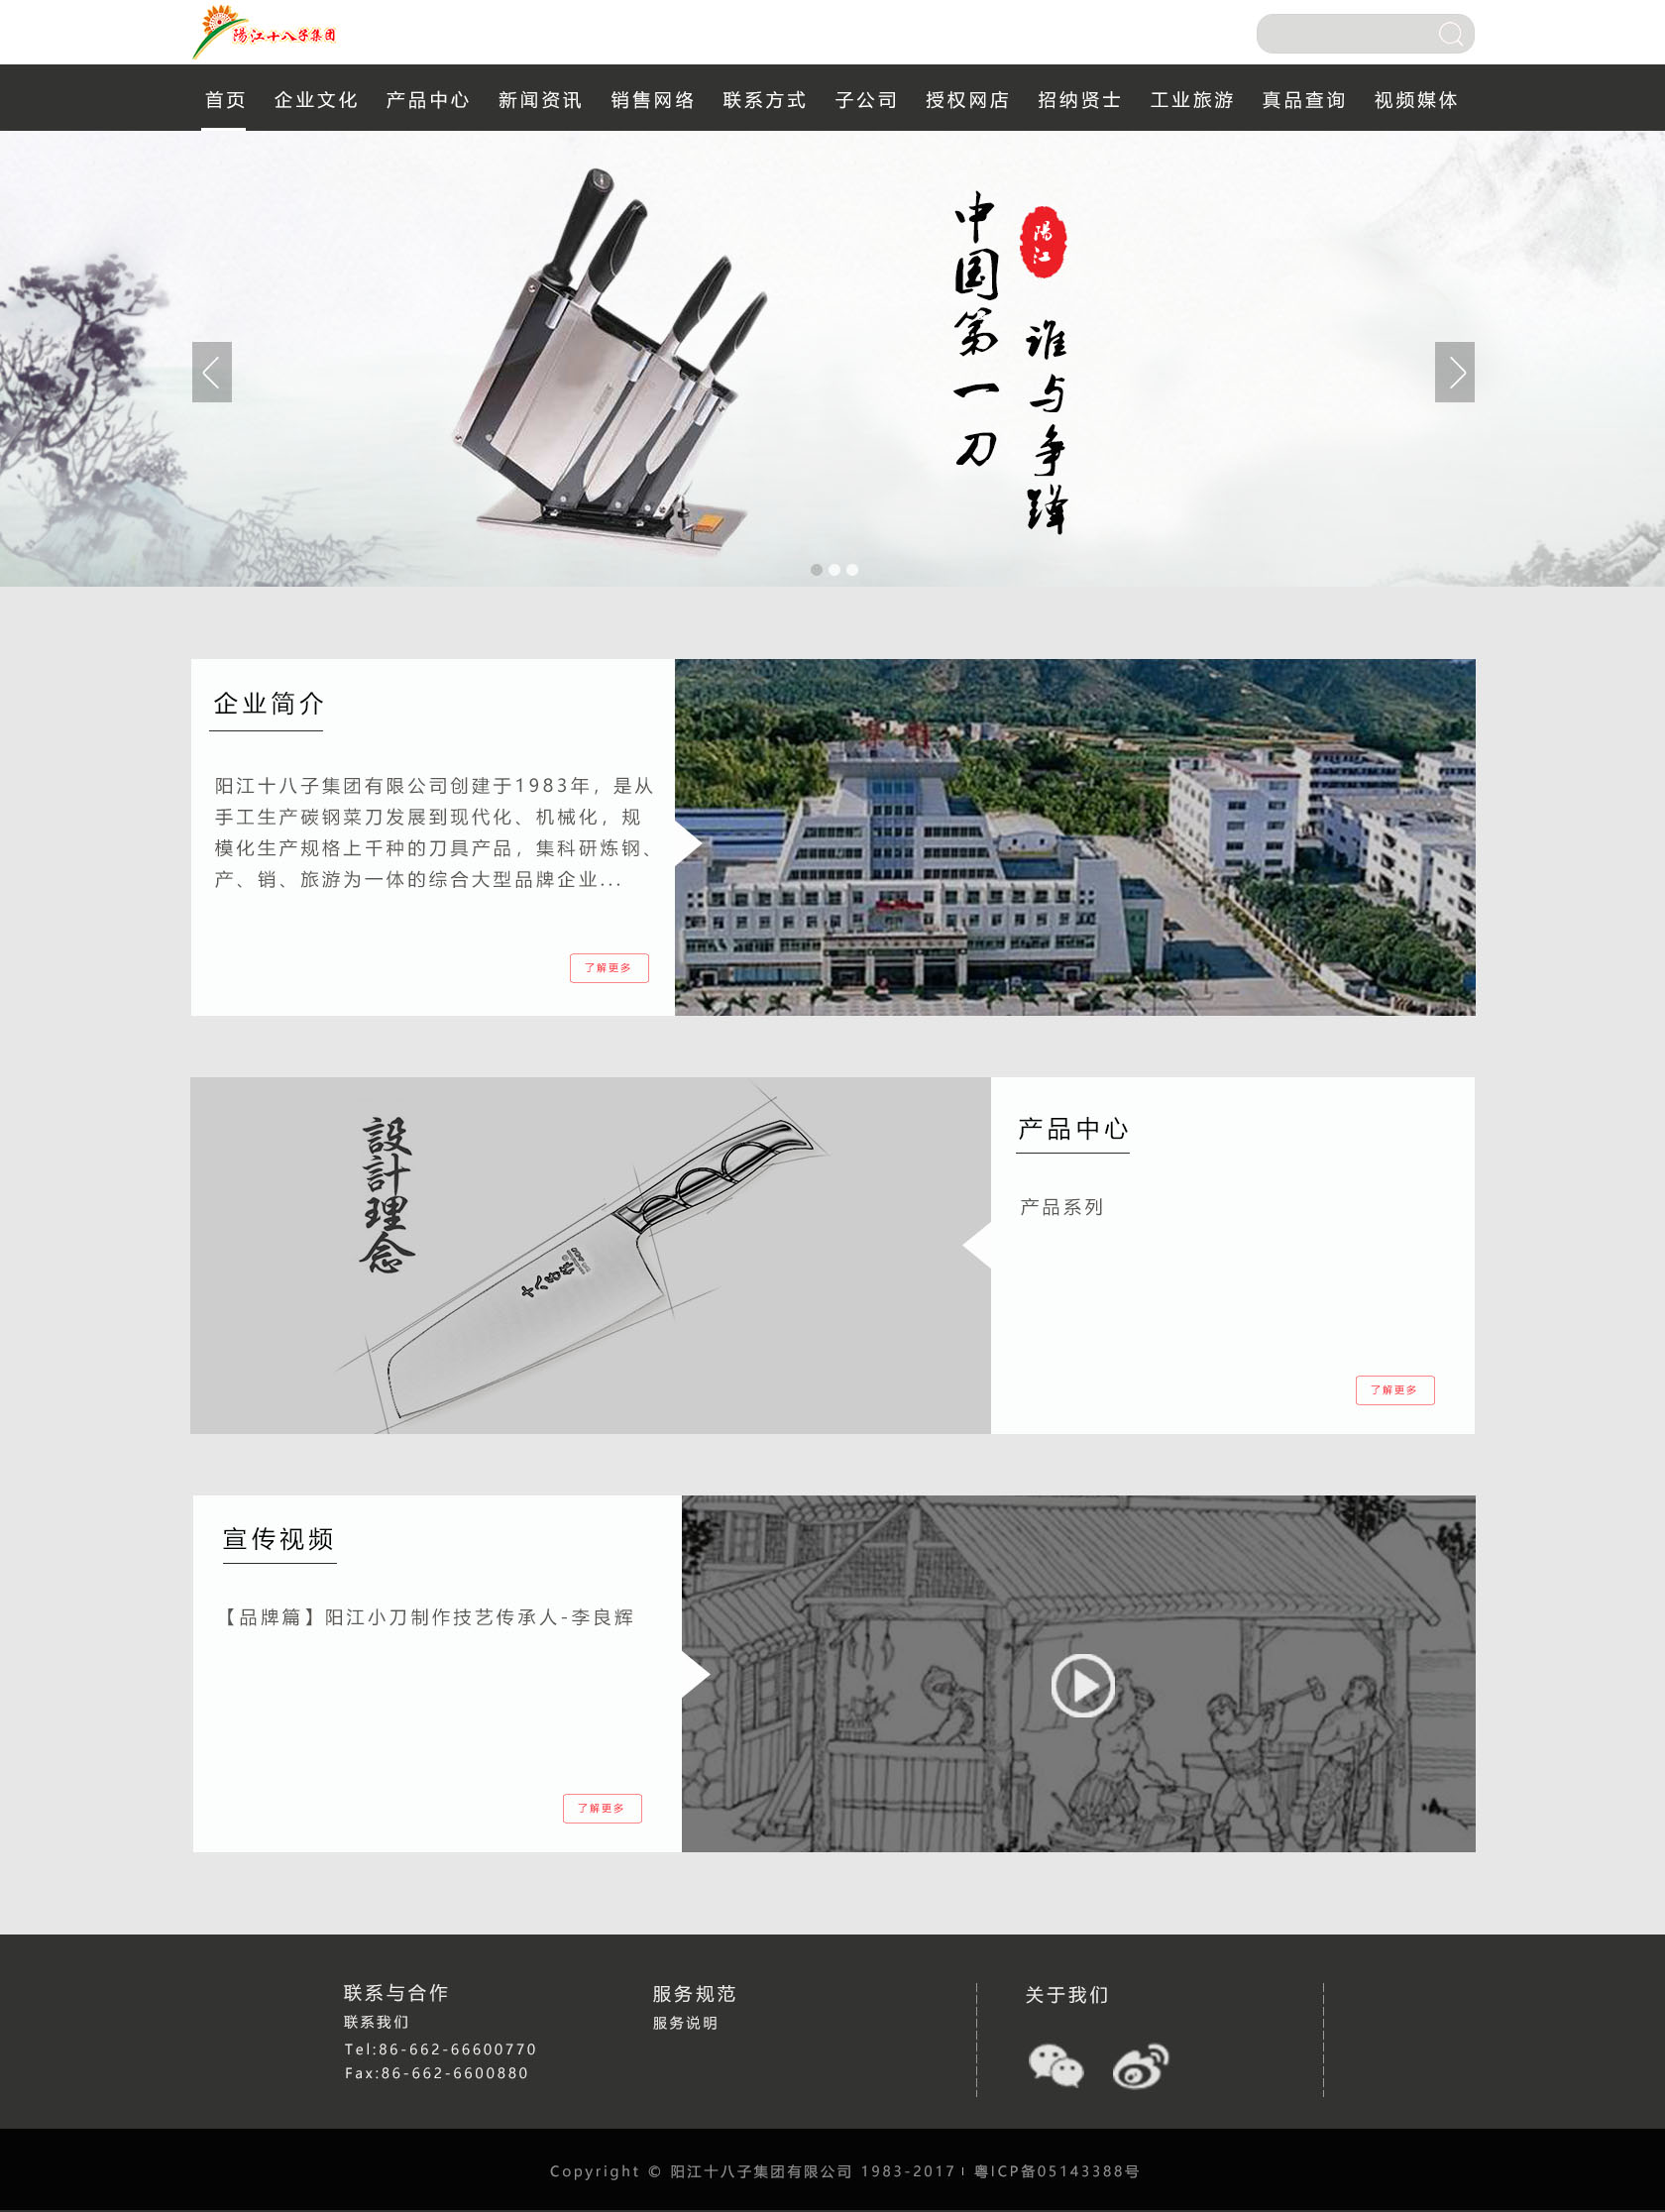 陽江十八子集团
首页 企业文化 产品中心 新闻资讯 销售网络 联系方式 子公司 授权网店 招纳贤士 工业旅游 真品查询 视频媒体
陽江
谁与争鋒
中国第一刀
企业简介
阳江十八子集团有限公司创建于1983年，是从
手工生产碳钢菜刀发展到现代化、机械化，规
模化生产规格上千种的刀具产品，集科研炼钢、
产、销、旅游为一体的综合大型品牌企业...
了解更多
設計理念
十八子作
产品中心
产品系列
了解更多
宣传视频
【品牌篇】阳江小刀制作技艺传承人-李良辉
了解更多
联系与合作
联系我们
Tel:86-662-66600770
Fax:86-662-6600880
服务规范
服务说明
关于我们
Copyright © 阳江十八子集团有限公司 1983-2017 | 粤ICP备05143388号